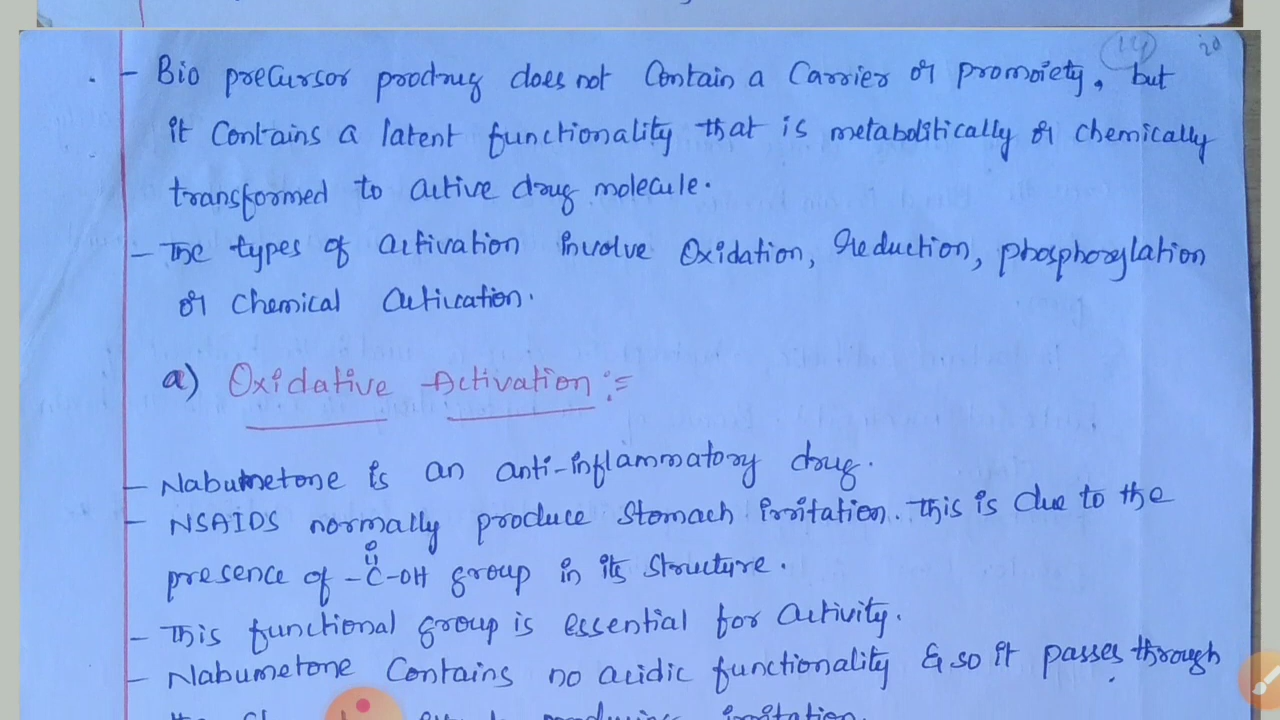 14 20
- Bio precursor prodrug does not Contain a Carrier or promoiety, but
it Contains a latent functionality that is metabolitically or chemically
transformed to active drug molecule.
- The types of activation involve Oxidation, Reduction, phosphorylation
or Chemical Activation.
a) Oxidative Activation :=
- Nabumetone is an anti-inflammatory drug.
- NSAIDS normally produce Stomach irritation. This is due to the
O
presence of -C-OH group in its Structure.
- This functional group is essential for activity.
- Nabumetone Contains no acidic functionality & so it passes through
irritation.